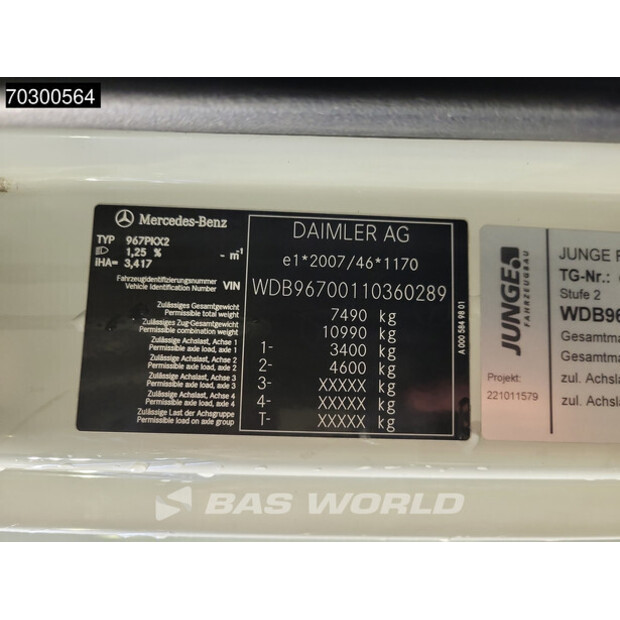 70300564
Mercedes-Benz
TYP 967PKX2
1,25 % - m⁻¹
iHA= 3,417
Fahrzeugidentifizierungsnummer
Vehicle Identification Number VIN
Zulässiges Gesamtgewicht
Permissible total weight
Zulässiges Zug-Gesamtgewicht
Permissible combination weight
Zulässige Achslast, Achse 1
Permissible axle load, axle 1
Zulässige Achslast, Achse 2
Permissible axle load, axle 2
Zulässige Achslast, Achse 3
Permissible axle load, axle 3
Zulässige Achslast, Achse 4
Permissible axle load, axle 4
Zulässige Last der Achsgruppe
Permissible load on axle group
DAIMLER AG
e1*2007/46*1170
WDB96700110360289
7490 kg
10990 kg
1- 3400 kg
2- 4600 kg
3- XXXXX kg
4- XXXXX kg
T- XXXXX kg
A 000 584 98 01
JUNGE
FAHRZEUGBAU
Projekt:
221011579
JUNGE F
TG-Nr.:
Stufe 2
WDB96
Gesamtma
Gesamtma
zul. Achsla
zul. Achsla
BAS WORLD